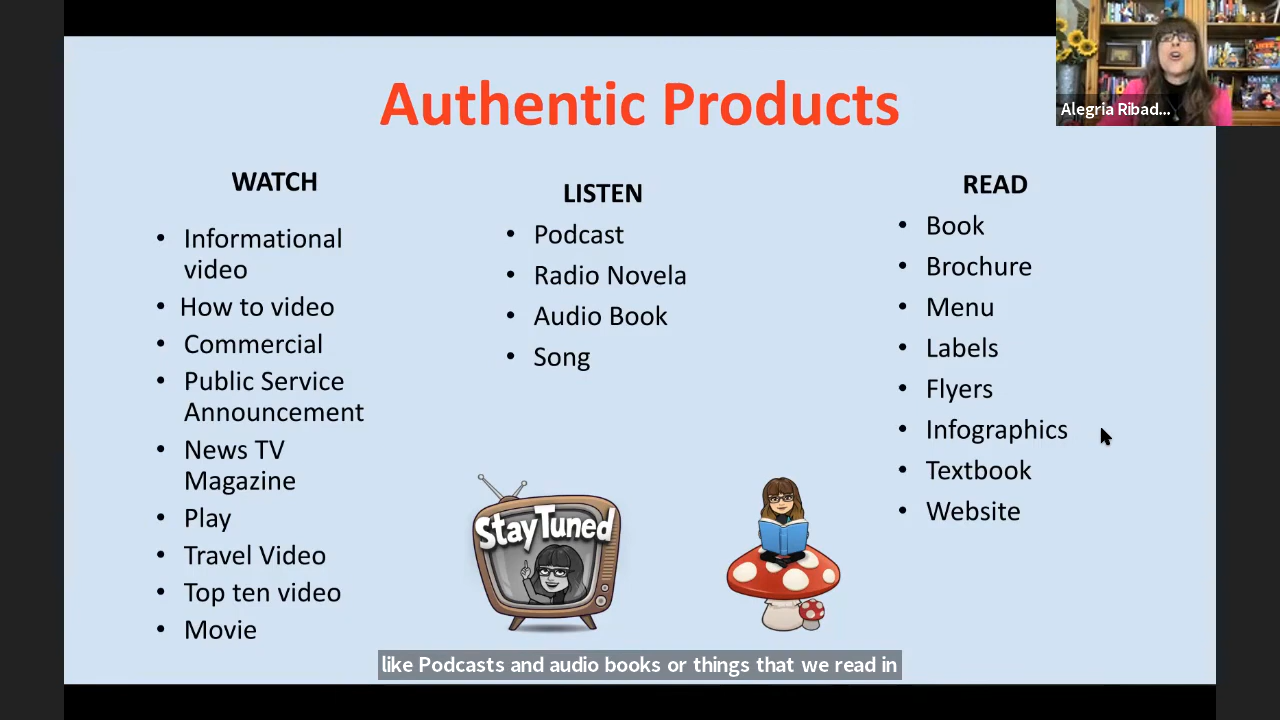 Authentic Products
WATCH
• Informational
video
• How to video
• Commercial
• Public Service
Announcement
• News TV
Magazine
• Play
• Travel Video
• Top ten video
• Movie
LISTEN
• Podcast
• Radio Novela
• Audio Book
• Song
READ
• Book
• Brochure
• Menu
• Labels
• Flyers
• Infographics
• Textbook
• Website
Stay Tuned
Alegria Ribad...
like Podcasts and audio books or things that we read in